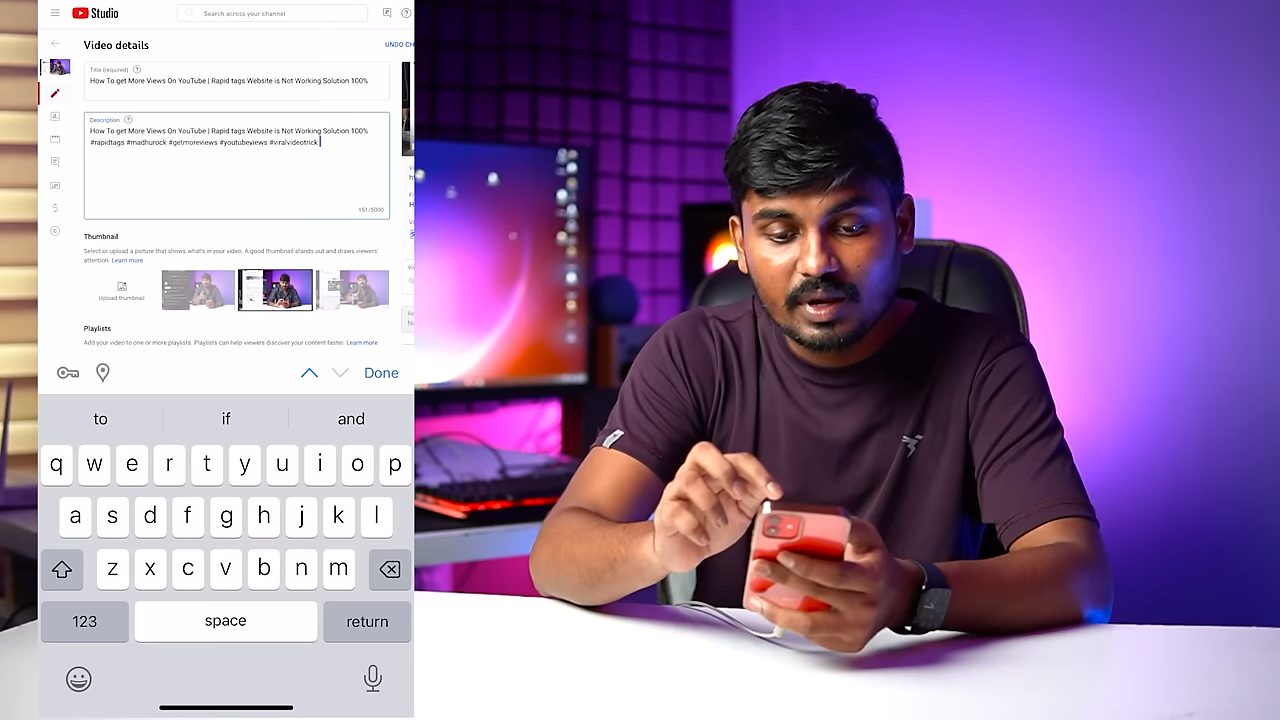 Studio
Search across your channel
Video details
UNDO CH
Title (required)
How To get More Views On YouTube | Rapid tags Website is Not Working Solution 100%
Description
How To get More Views On YouTube | Rapid tags Website is Not Working Solution 100%
#rapidtags #madhurock #getmoreviews #youtubeviews #viralvideotrick
151/5000
Thumbnail
Select or upload a picture that shows what's in your video. A good thumbnail stands out and draws viewers'
attention. Learn more
Upload thumbnail
Playlists
Add your video to one or more playlists. Playlists can help viewers discover your content faster. Learn more
Done
to if and
q w e r t y u i o p
a s d f g h j k l
z x c v b n m
123 space return